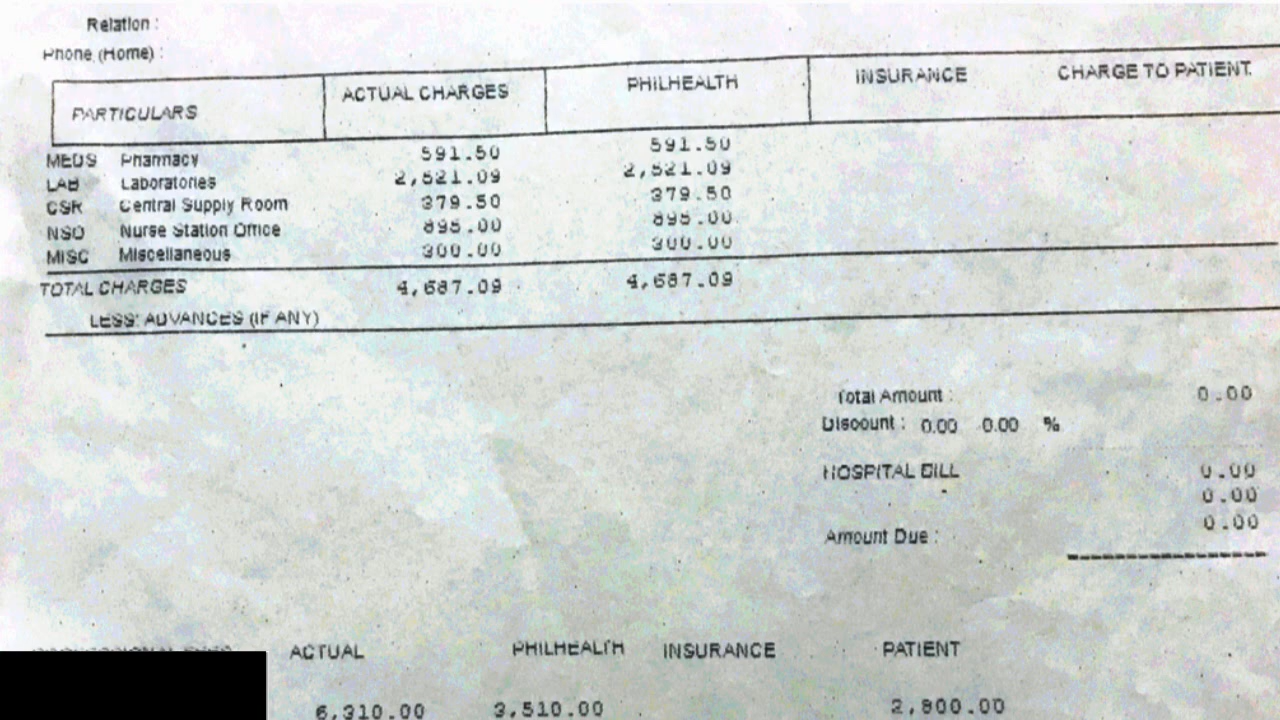 Relation :
Phone (Home) :
PARTICULARS ACTUAL CHARGES PHILHEALTH INSURANCE CHARGE TO PATIENT.
MEDS Pharmacy 591.50 591.50
LAB Laboratories 2,521.09 2,521.09
CSR Central Supply Room 379.50 379.50
NSO Nurse Station Office 895.00 895.00
MISC Miscellaneous 300.00 300.00
TOTAL CHARGES 4,687.09 4,687.09
LESS: ADVANCES (IF ANY)
Total Amount : 0.00
Discount : 0.00 0.00 %
HOSPITAL BILL 0.00
0.00
Amount Due : 0.00
ACTUAL PHILHEALTH INSURANCE PATIENT
6,310.00 3,510.00 2,800.00